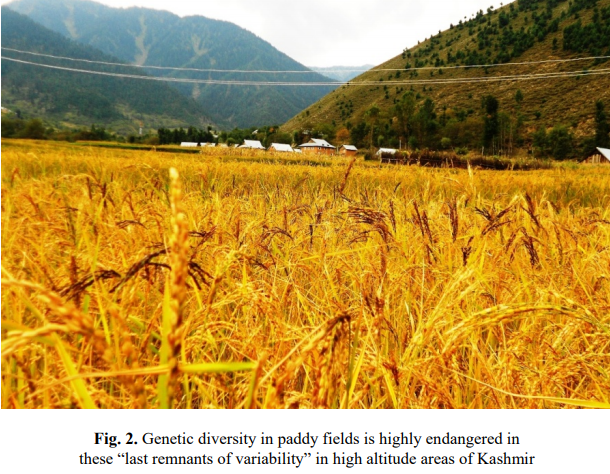 Fig. 2. Genetic diversity in paddy fields is highly endangered in
these “last remnants of variability” in high altitude areas of Kashmir